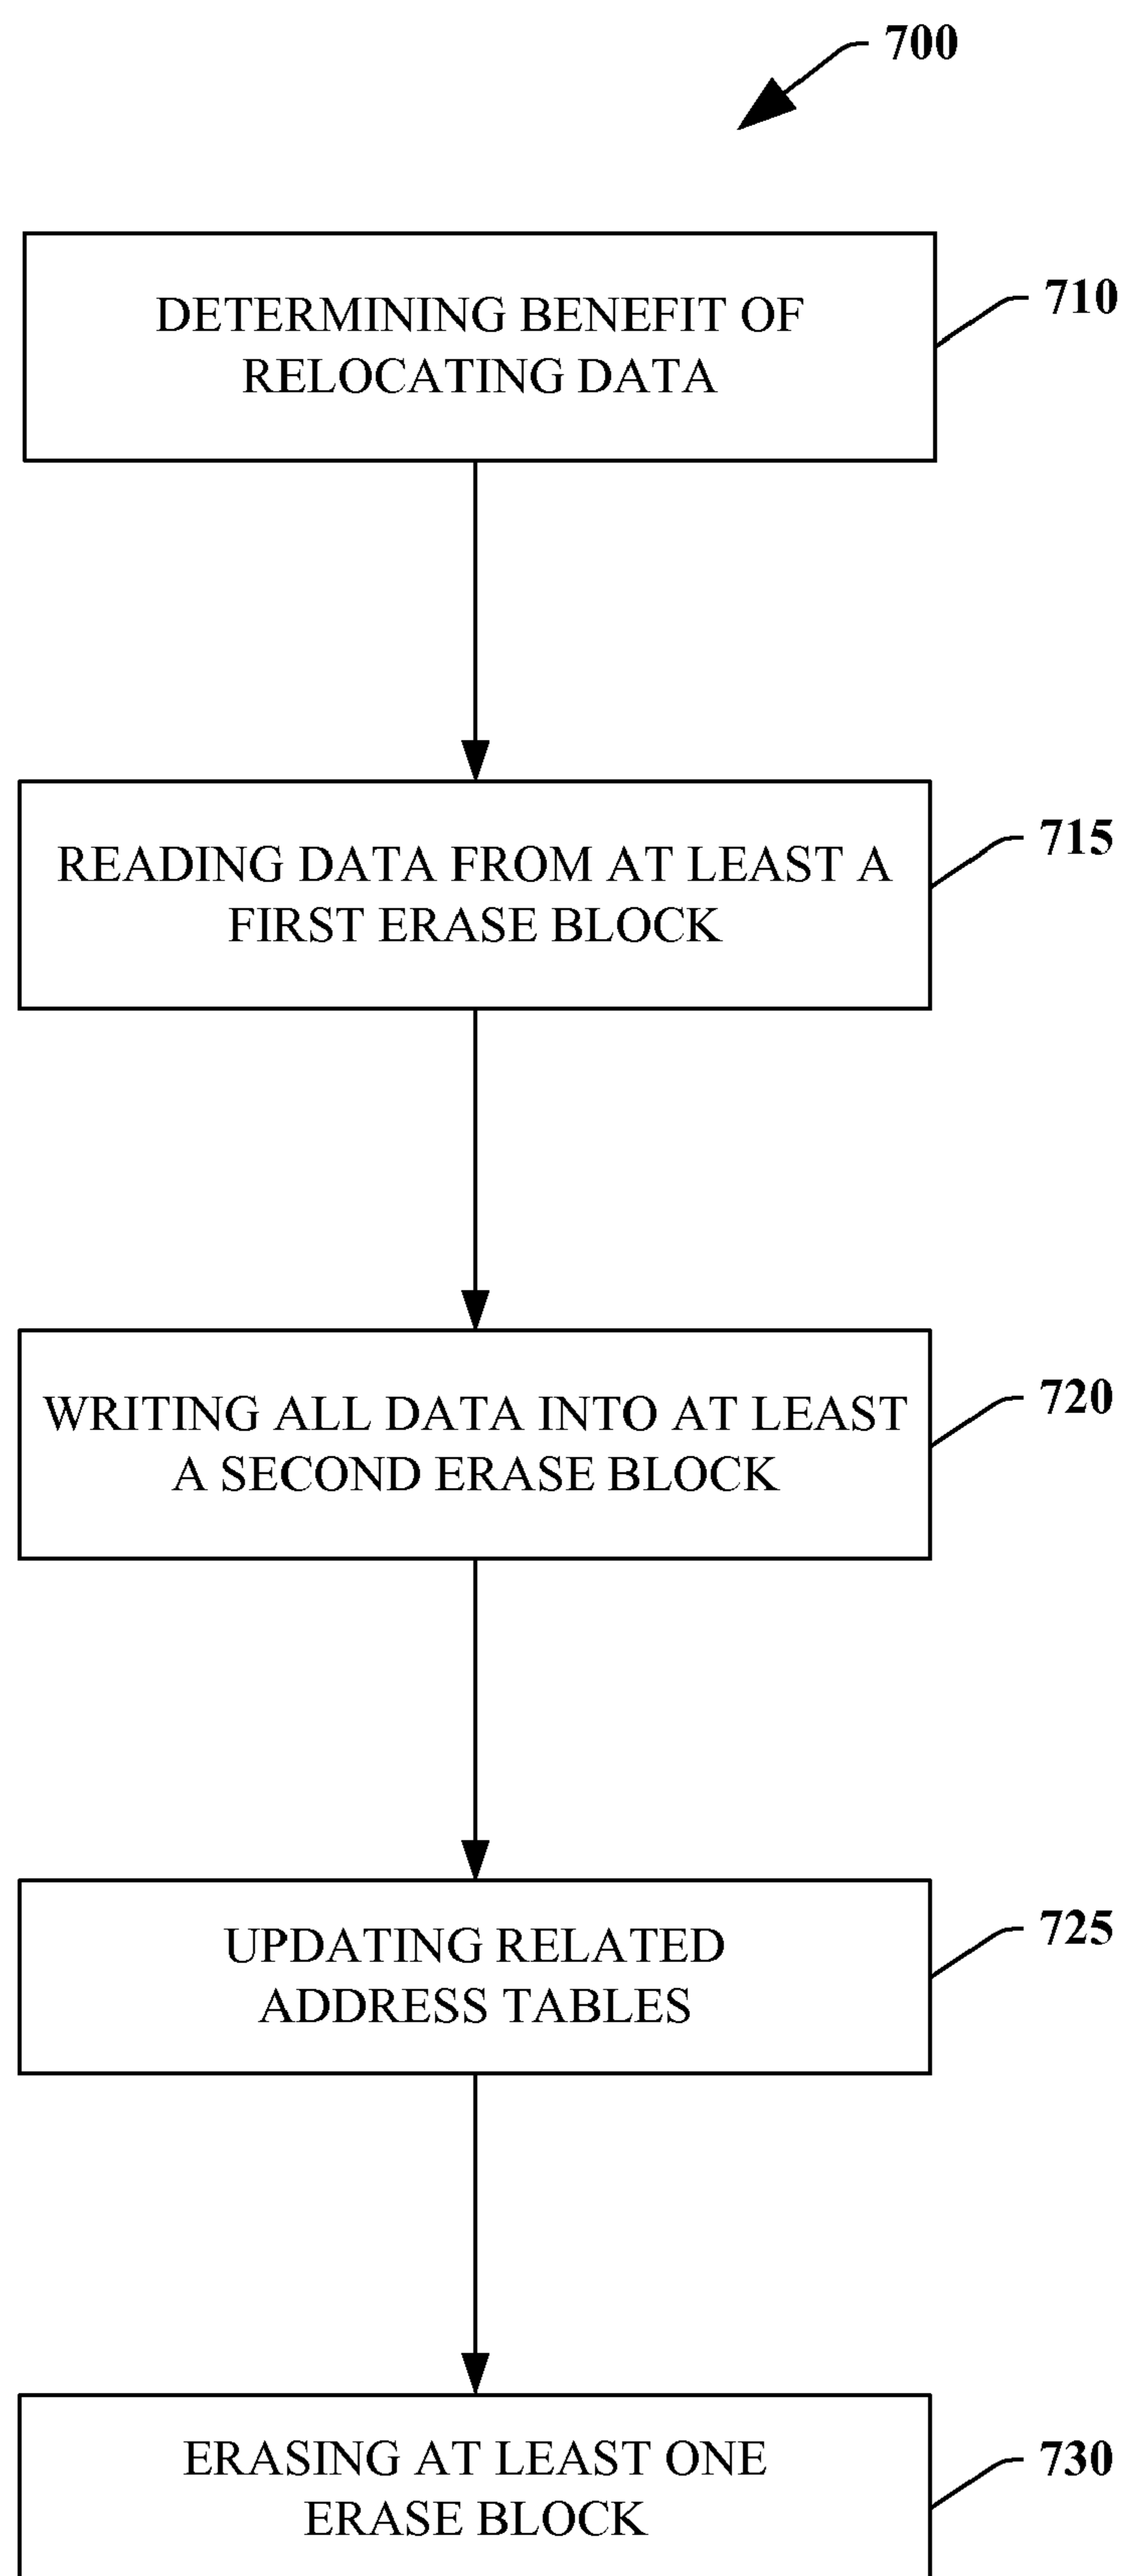 700
DETERMINING BENEFIT OF
RELOCATING DATA
710
READING DATA FROM AT LEAST A
FIRST ERASE BLOCK
715
WRITING ALL DATA INTO AT LEAST
A SECOND ERASE BLOCK
720
UPDATING RELATED
ADDRESS TABLES
725
ERASING AT LEAST ONE
ERASE BLOCK
730